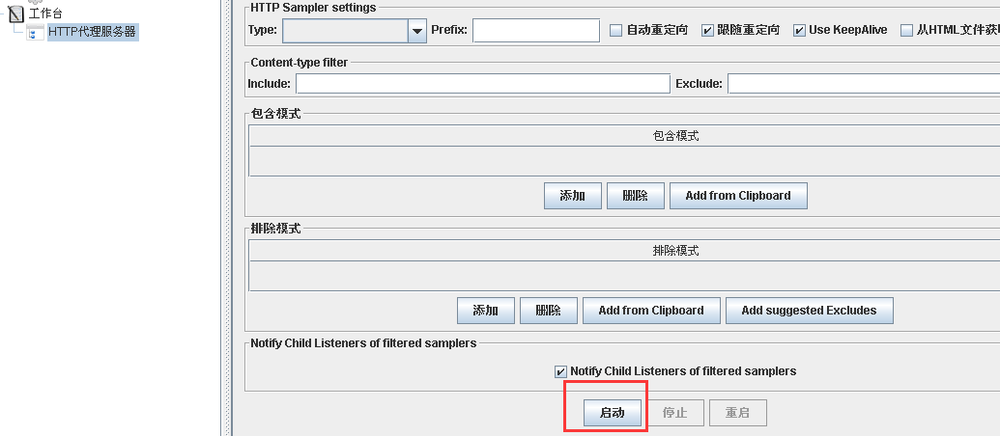 工作台
HTTP代理服务器
HTTP Sampler settings
Type: Prefix: 自动重定向 跟随重定向 Use KeepAlive 从HTML文件获
Content-type filter
Include: Exclude:
包含模式
包含模式
添加 删除 Add from Clipboard
排除模式
排除模式
添加 删除 Add from Clipboard Add suggested Excludes
Notify Child Listeners of filtered samplers
Notify Child Listeners of filtered samplers
启动 停止 重启